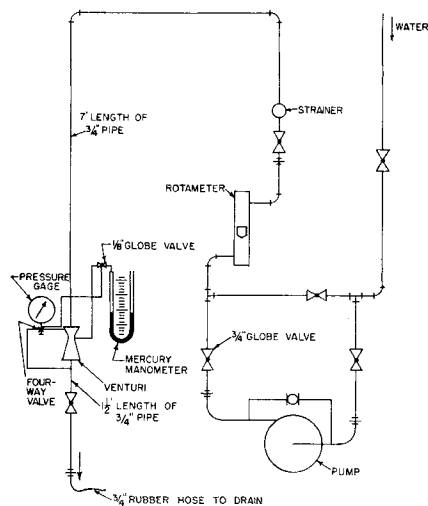 WATER
STRAINER
7' LENGTH OF
3/4" PIPE
ROTAMETER
1/8" GLOBE VALVE
PRESSURE
GAGE
3/4" GLOBE VALVE
MERCURY
MANOMETER
FOUR-
WAY
VALVE
VENTURI
1 1/2' LENGTH OF
3/4" PIPE
PUMP
3/4" RUBBER HOSE TO DRAIN